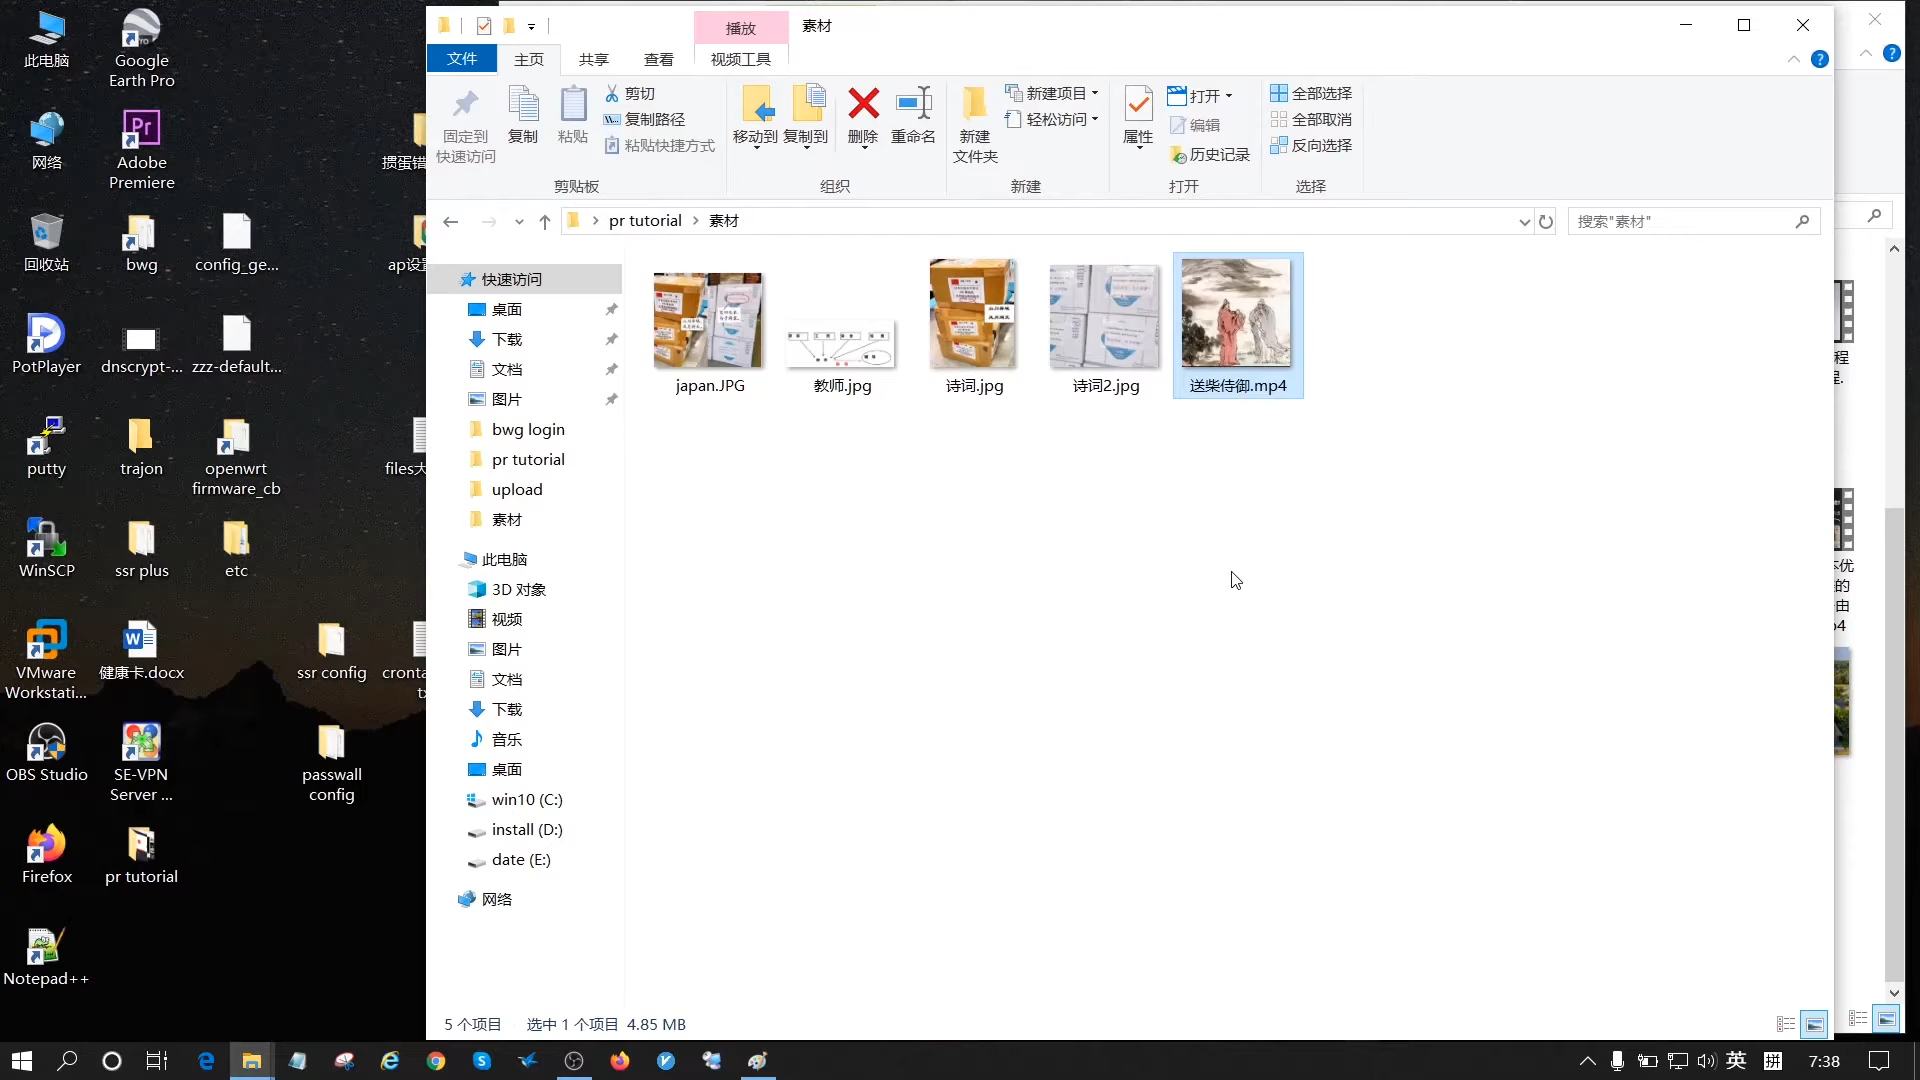 播放
素材
文件
主页
共享
查看
视频工具
固定到
快速访问
复制
粘贴
剪切
复制路径
粘贴快捷方式
剪贴板
移动到
复制到
删除
重命名
组织
新建
文件夹
新建项目
轻松访问
新建
属性
打开
编辑
历史记录
打开
全部选择
全部取消
反向选择
选择
pr tutorial
素材
搜索"素材"
快速访问
桌面
下载
文档
图片
bwg login
pr tutorial
upload
素材
此电脑
3D 对象
视频
图片
文档
下载
音乐
桌面
win10 (C:)
install (D:)
date (E:)
网络
japan.JPG
教师.jpg
诗词.jpg
诗词2.jpg
送柴侍御.mp4
5 个项目
选中 1 个项目 4.85 MB
此电脑
Google
Earth Pro
网络
Adobe
Premiere
掼蛋错
回收站
bwg
config_ge...
ap设置
PotPlayer
dnscrypt-...
zzz-default...
putty
trajon
openwrt
firmware_cb
files大
WinSCP
ssr plus
etc
VMware
Workstati...
健康卡.docx
ssr config
cronta
OBS Studio
SE-VPN
Server ...
passwall
config
Firefox
pr tutorial
Notepad++
程
的
由
英
拼
7:38